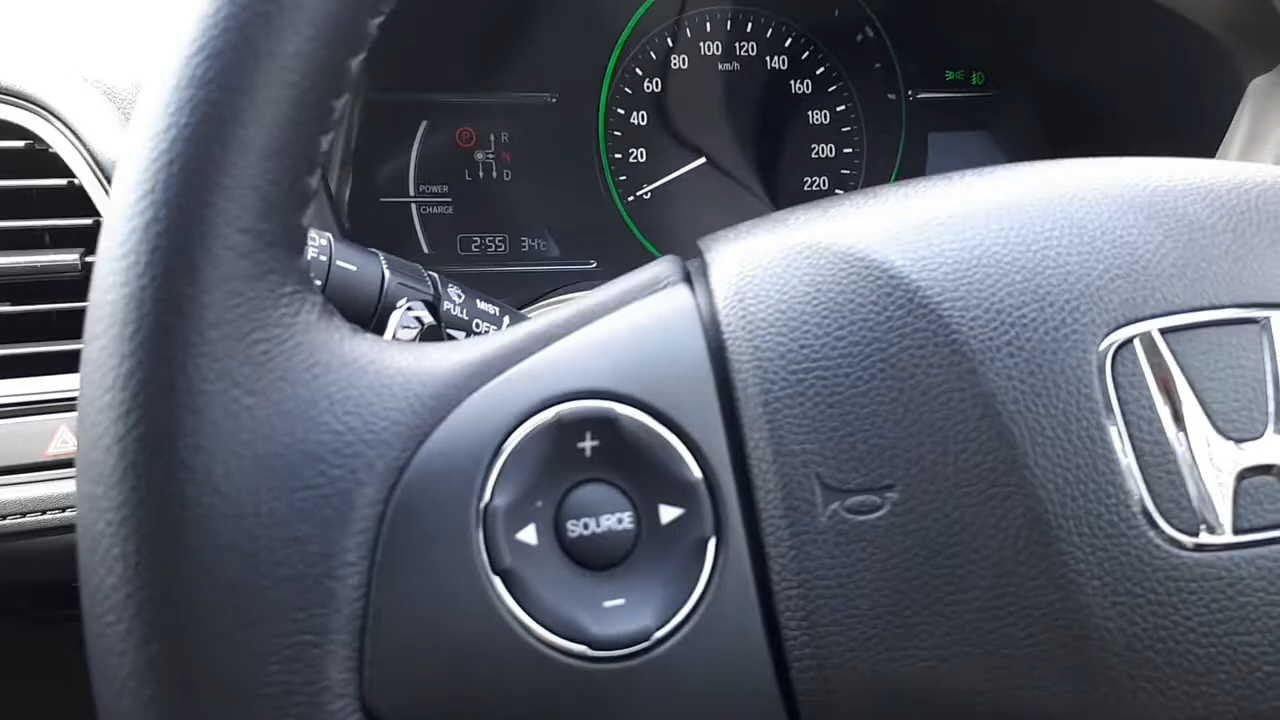 100 120
80 140
km/h
60 160
40 180
20 200
220
P R
N
L D
POWER
CHARGE
2:55 34°C
F
MIST
PULL
OFF
+
SOURCE
−